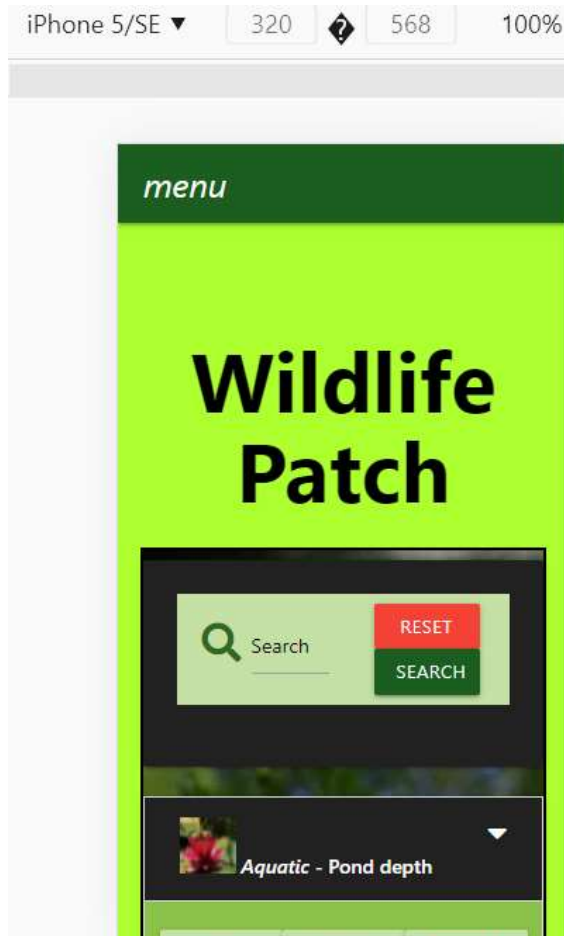 iPhone 5/SE ▼ 320 � 568 100%
menu
Wildlife
Patch
RESET
Search
SEARCH
Aquatic - Pond depth